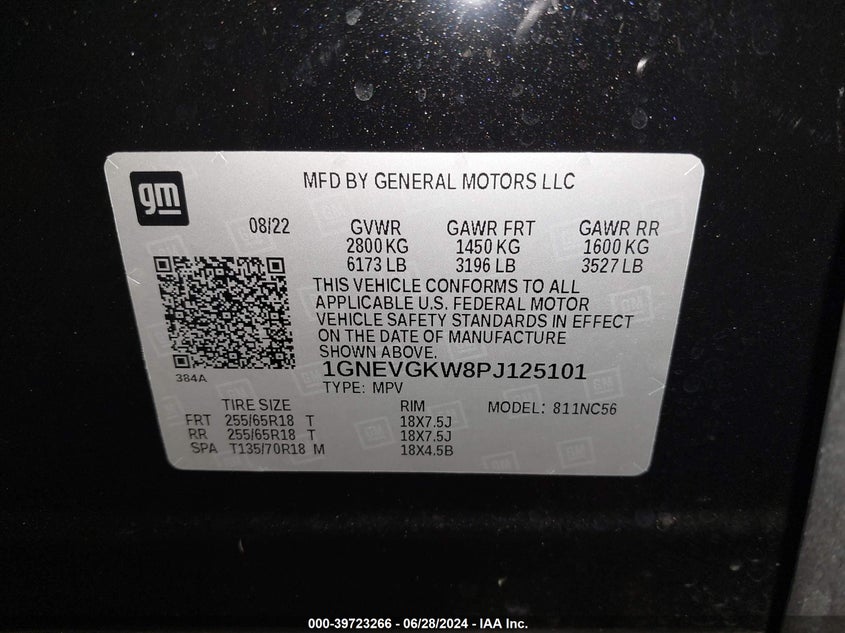 gm
MFD BY GENERAL MOTORS LLC
08/22 GVWR GAWR FRT GAWR RR
2800 KG 1450 KG 1600 KG
6173 LB 3196 LB 3527 LB
THIS VEHICLE CONFORMS TO ALL
APPLICABLE U.S. FEDERAL MOTOR
VEHICLE SAFETY STANDARDS IN EFFECT
ON THE DATE OF MANUFACTURE
SHOWN ABOVE.
384A
1GNEVGKW8PJ125101
TYPE: MPV
TIRE SIZE RIM MODEL: 811NC56
FRT 255/65R18 T 18X7.5J
RR 255/65R18 T 18X7.5J
SPA T135/70R18 M 18X4.5B
000-39723266 - 06/28/2024 - IAA Inc.